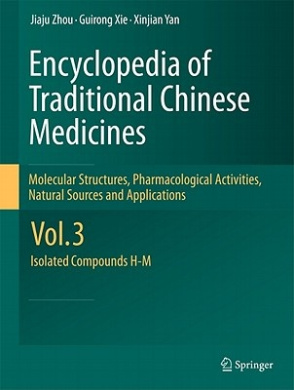 Jiaju Zhou · Guirong Xie · Xinjian Yan
Encyclopedia of
Traditional Chinese
Medicines
Molecular Structures, Pharmacological Activities,
Natural Sources and Applications
Vol.3
Isolated Compounds H-M
Springer